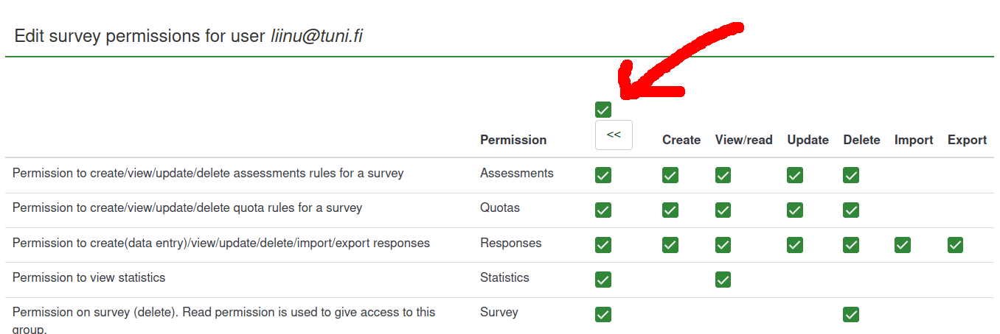 Edit survey permissions for user liinu@tuni.fi
Permission << Create View/read Update Delete Import Export
Permission to create/view/update/delete assessments rules for a survey Assessments
Permission to create/view/update/delete quota rules for a survey Quotas
Permission to create(data entry)/view/update/delete/import/export responses Responses
Permission to view statistics Statistics
Permission on survey (delete). Read permission is used to give access to this Survey
group.